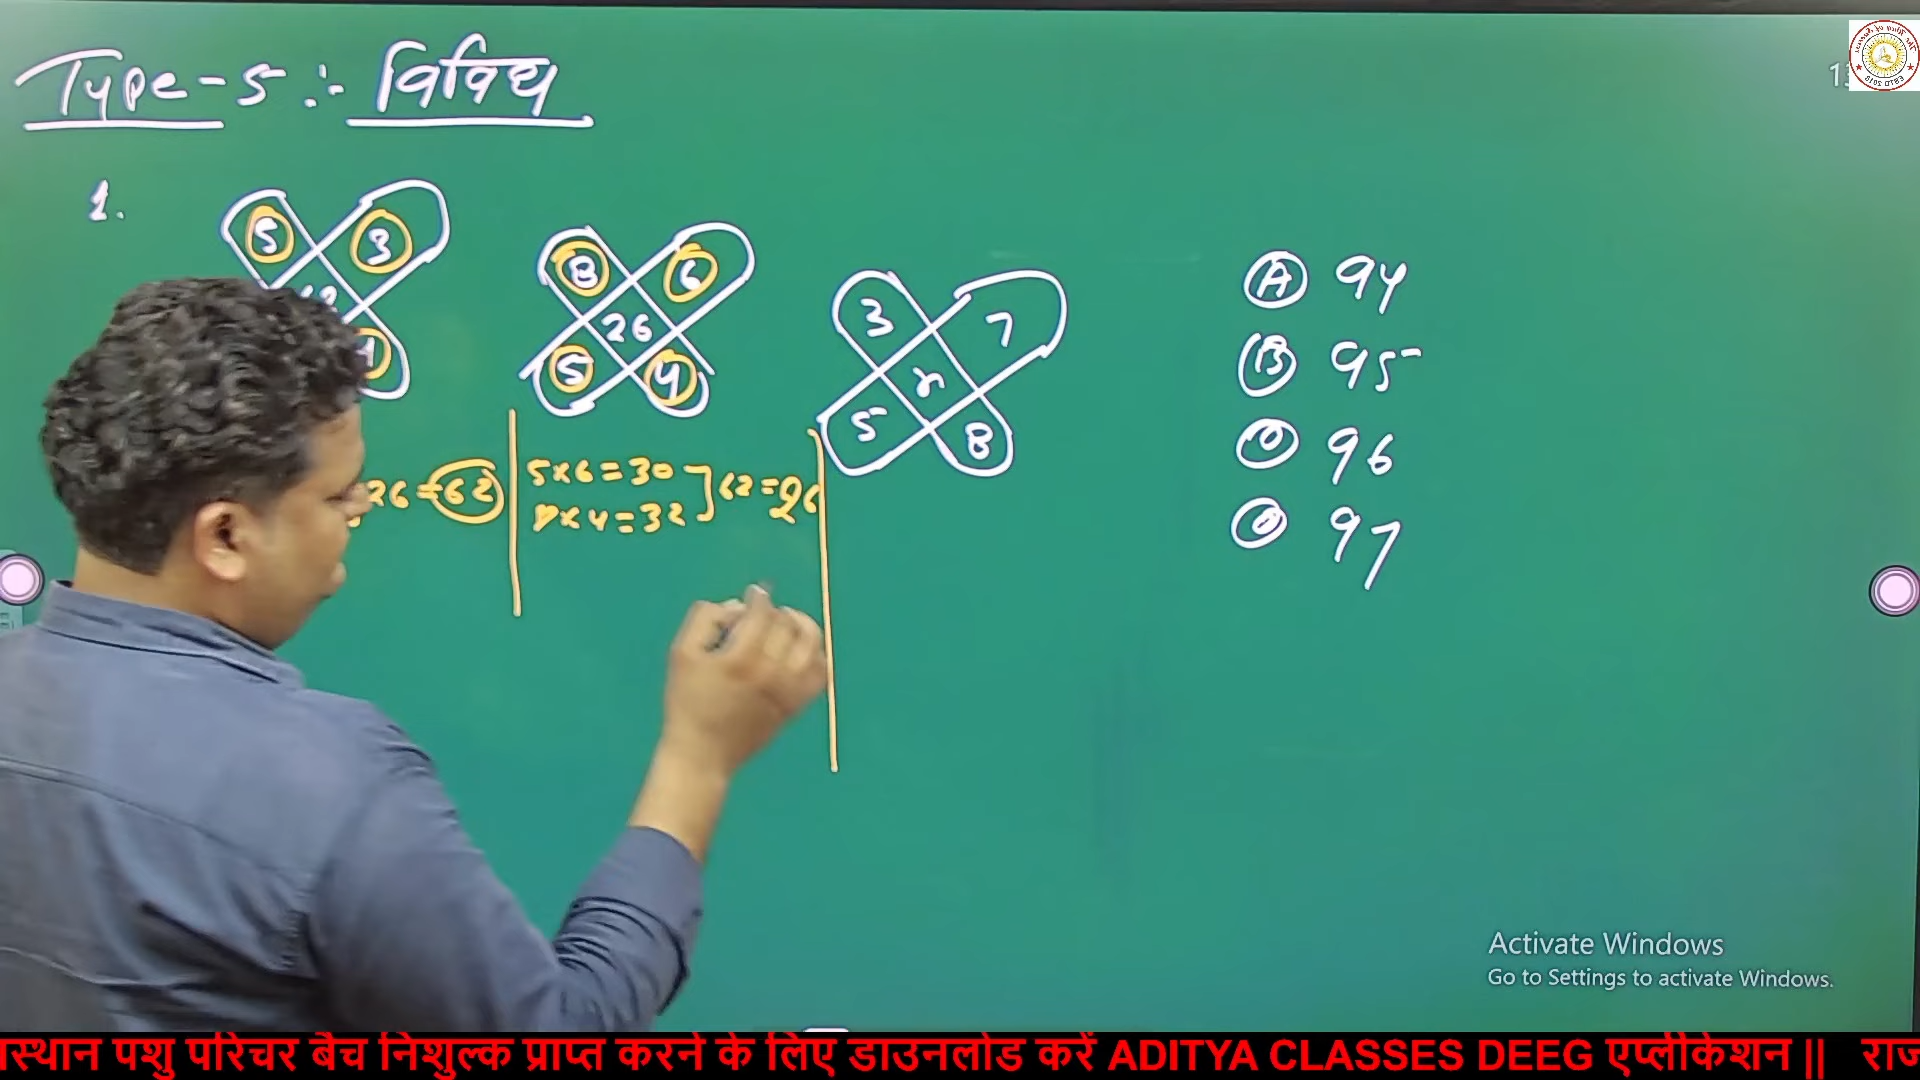 Type-5 :- विविध
1.
5 3
8 6
26
5 4
3 7
x
5 8
26 = 62
5×6=30
8×4=32 ] 62 = 26
(A) 94
(B) 95
96
97
Activate Windows
Go to Settings to activate Windows.
स्थान पशु परिचर बैच निशुल्क प्राप्त करने के लिए डाउनलोड करें ADITYA CLASSES DEEG एप्लीकेशन ||